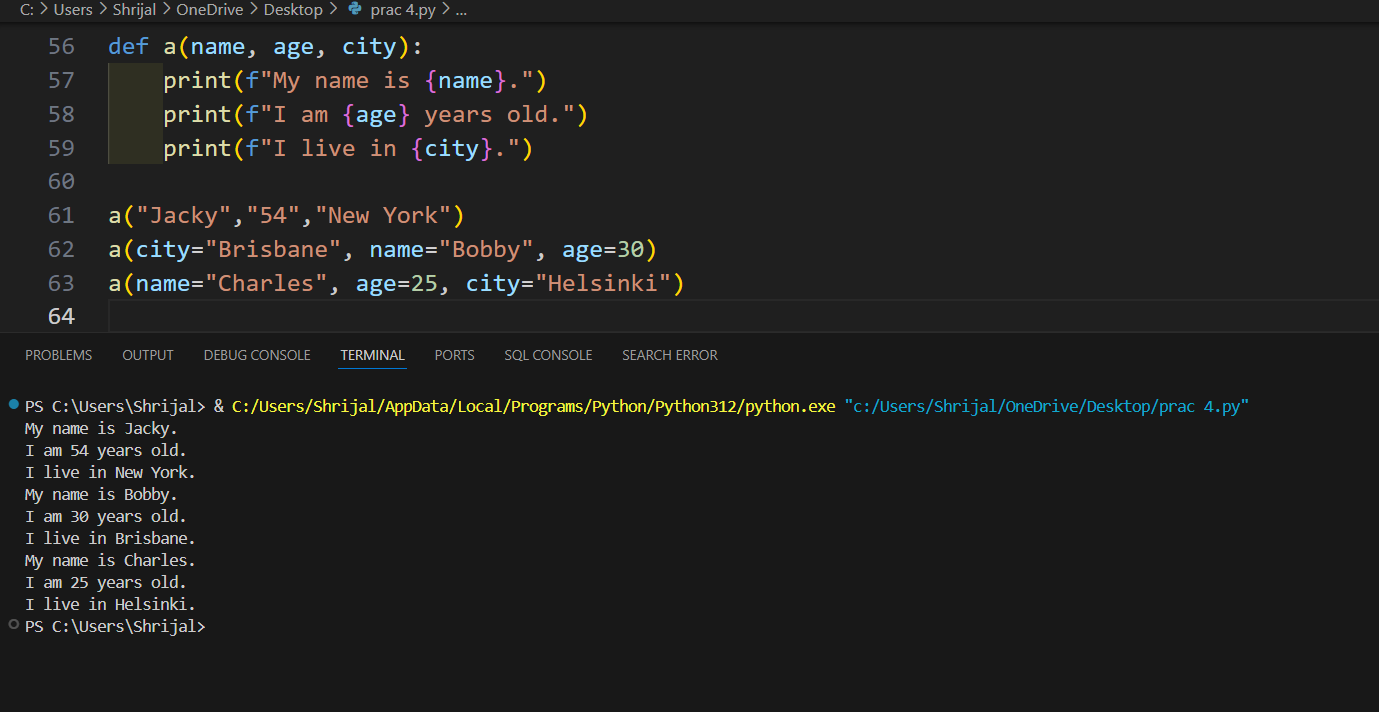 C: > Users > Shrijal > OneDrive > Desktop > prac 4.py > ...
56 def a(name, age, city):
57     print(f"My name is {name}.")
58     print(f"I am {age} years old.")
59     print(f"I live in {city}.")
60
61 a("Jacky","54","New York")
62 a(city="Brisbane", name="Bobby", age=30)
63 a(name="Charles", age=25, city="Helsinki")
64
PROBLEMS OUTPUT DEBUG CONSOLE TERMINAL PORTS SQL CONSOLE SEARCH ERROR
PS C:\Users\Shrijal> & C:/Users/Shrijal/AppData/Local/Programs/Python/Python312/python.exe "c:/Users/Shrijal/OneDrive/Desktop/prac 4.py"
My name is Jacky.
I am 54 years old.
I live in New York.
My name is Bobby.
I am 30 years old.
I live in Brisbane.
My name is Charles.
I am 25 years old.
I live in Helsinki.
PS C:\Users\Shrijal>